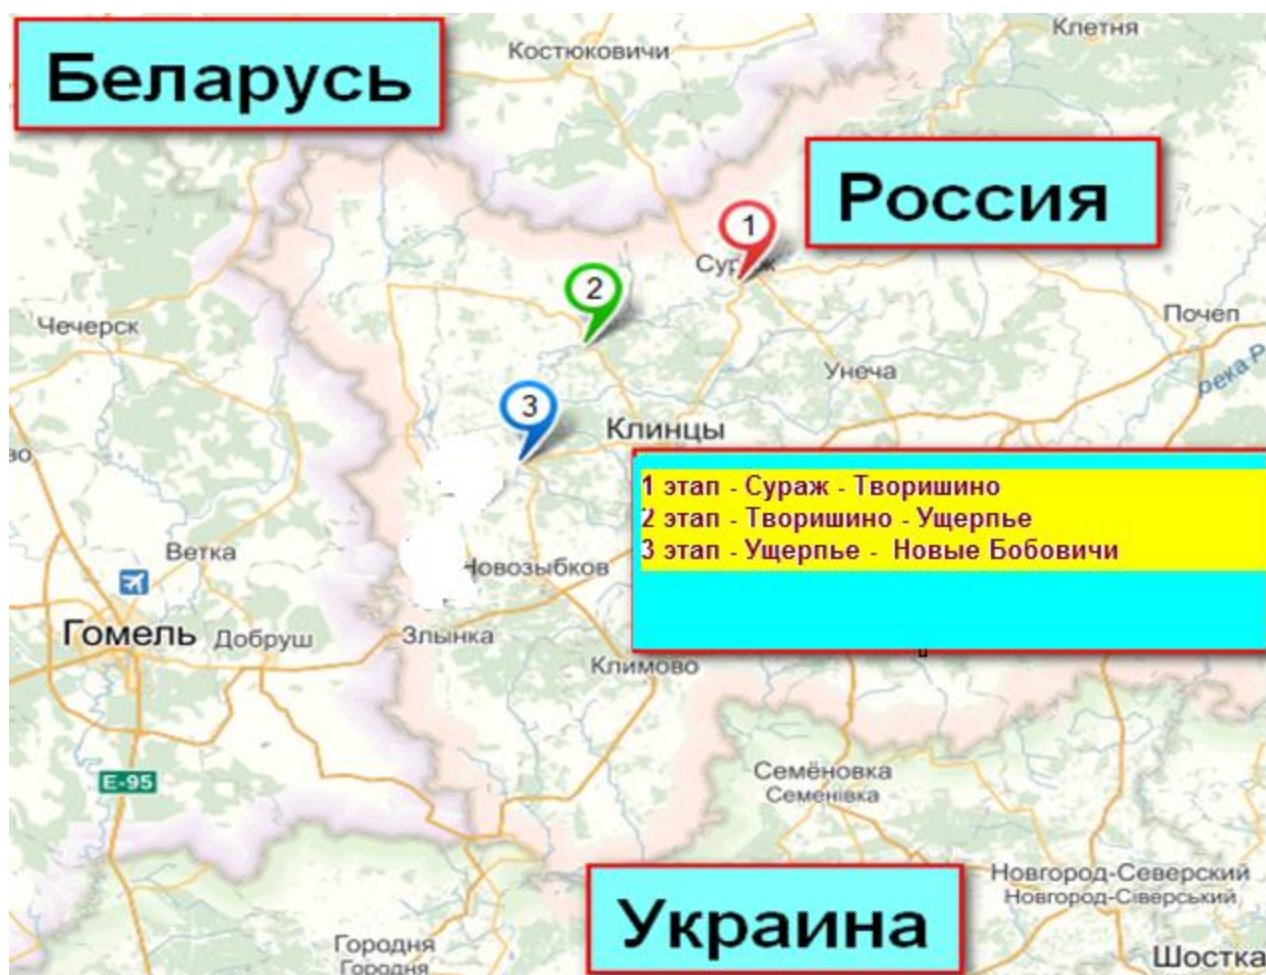 Клетня
Костюковичи
Беларусь
Россия
1
Сураж
2
Чечерск
Почеп
река
Унеча
3
Клинцы
1 этап - Сураж - Творишино
2 этап - Творишино - Ущерпье
3 этап - Ущерпье - Новые Бобовичи
Ветка
Новозыбков
Гомель
Добруш
Злынка
Климово
E-95
Семёновка
Семенівка
Новгород-Северский
Новгород-Сіверський
Украина
Городня
Городня
Шостка